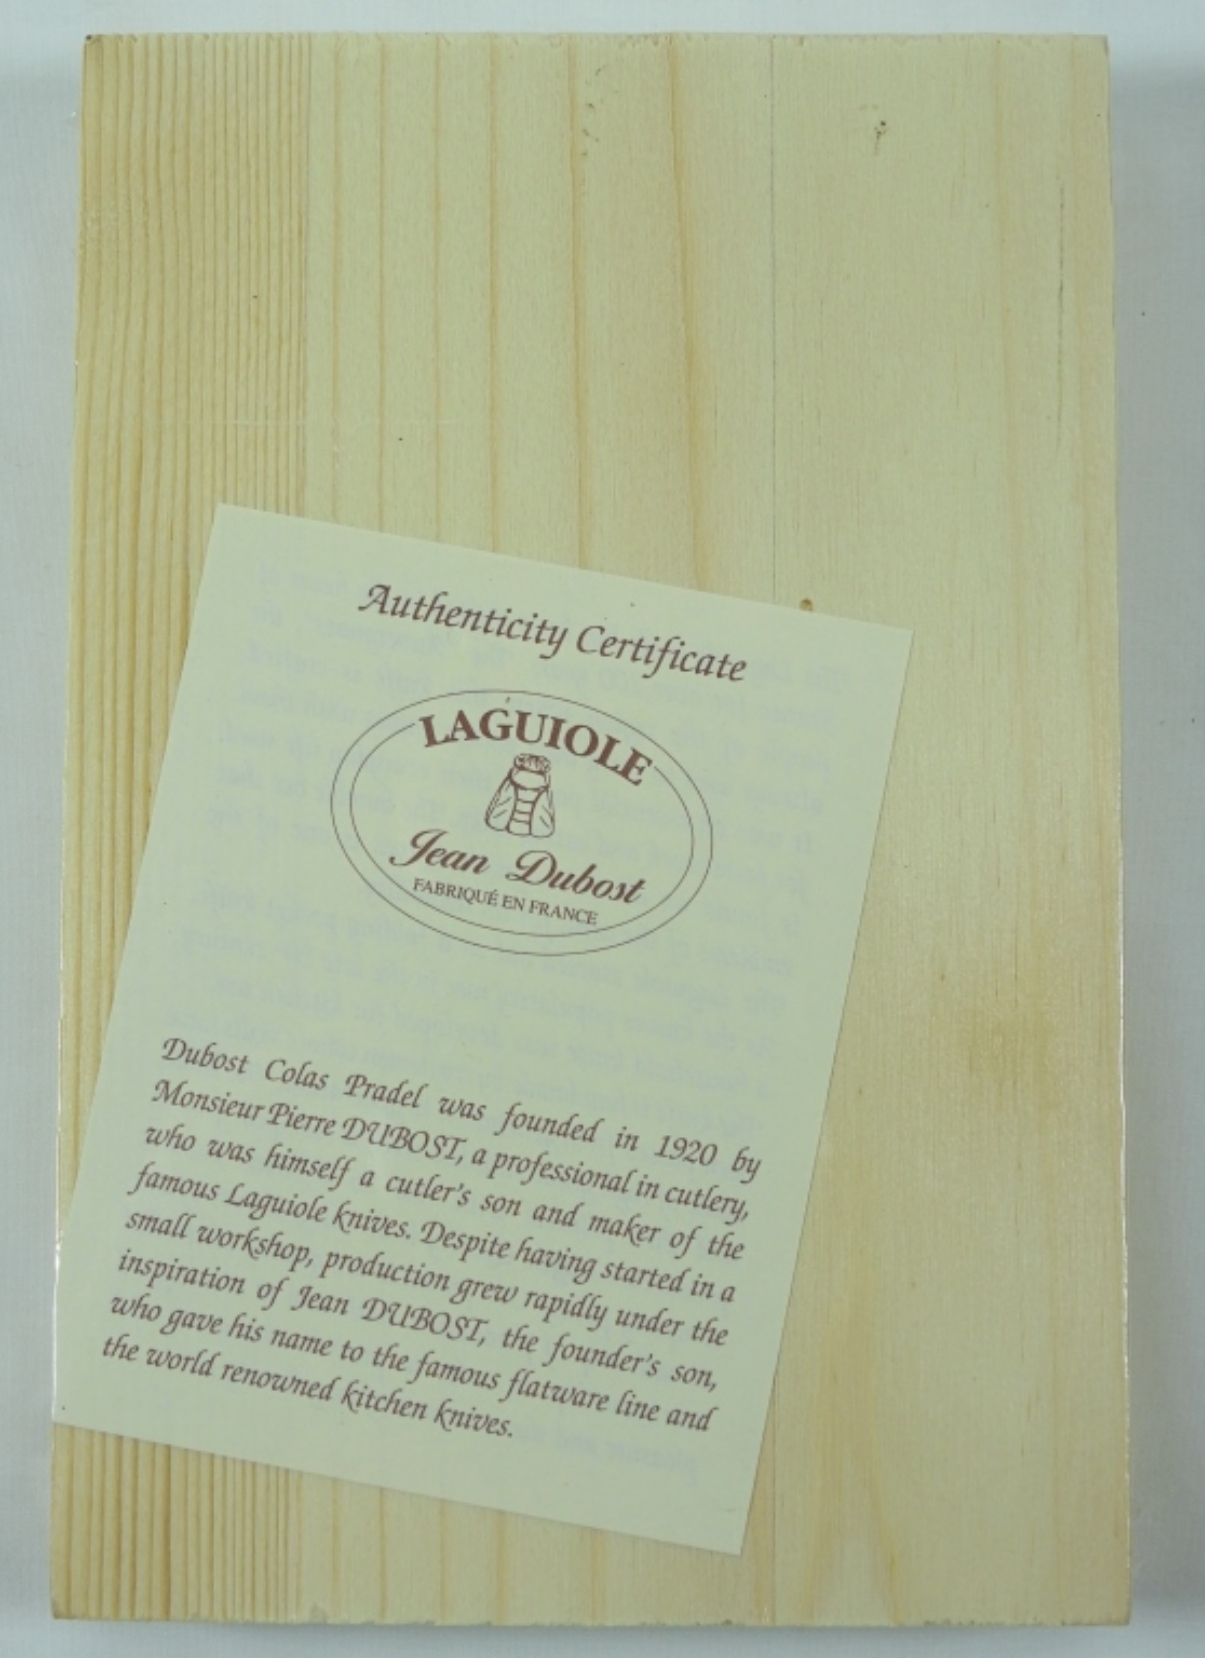 Authenticity Certificate
LAGUIOLE
Jean Dubost
FABRIQUÉ EN FRANCE
Dubost Colas Pradel was founded in 1920 by
Monsieur Pierre DUBOST, a professional in cutlery,
who was himself a cutler's son and maker of the
famous Laguiole knives. Despite having started in a
small workshop, production grew rapidly under the
inspiration of Jean DUBOST, the founder's son,
who gave his name to the famous flatware line and
the world renowned kitchen knives.